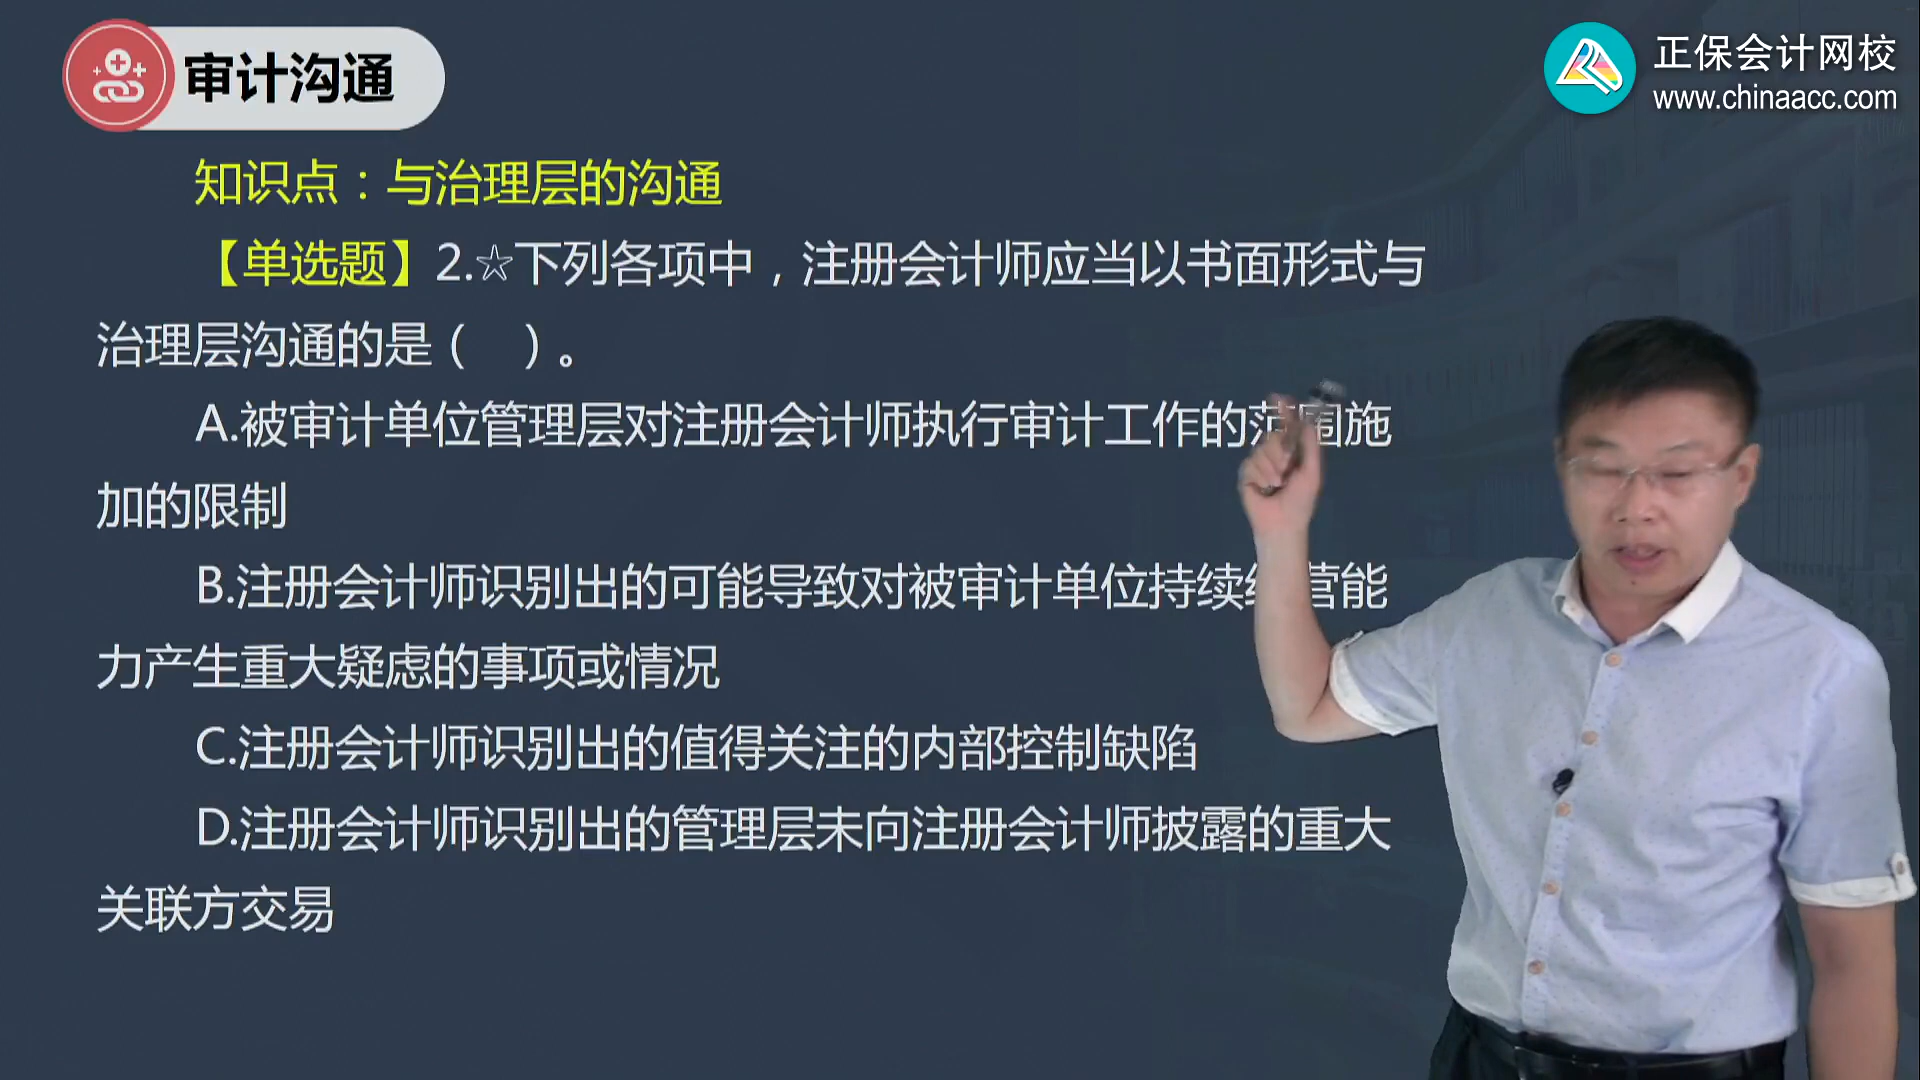 审计沟通
正保会计网校
www.chinaacc.com
知识点：与治理层的沟通
【单选题】2.☆下列各项中，注册会计师应当以书面形式与
治理层沟通的是（ ）。
A.被审计单位管理层对注册会计师执行审计工作的范围施
加的限制
B.注册会计师识别出的可能导致对被审计单位持续经营能
力产生重大疑虑的事项或情况
C.注册会计师识别出的值得关注的内部控制缺陷
D.注册会计师识别出的管理层未向注册会计师披露的重大
关联方交易